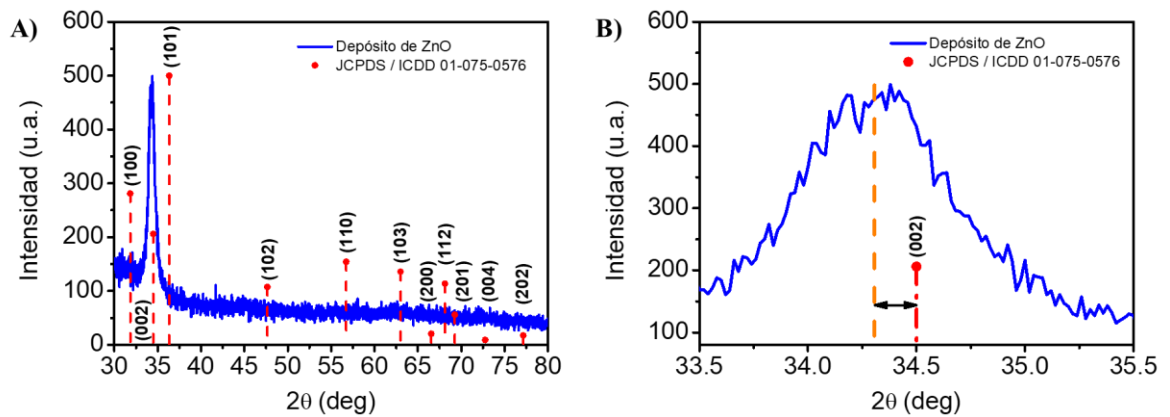 A)
600
500
400
300
200
100
0
Intensidad (u.a.)
Depósito de ZnO
JCPDS / ICDD 01-075-0576
(100)
(002)
(101)
(102)
(110)
(103)
(200)
(112)
(201)
(004)
(202)
30 35 40 45 50 55 60 65 70 75 80
2θ (deg)
B)
600
500
400
300
200
100
Intensidad (u.a.)
Depósito de ZnO
JCPDS / ICDD 01-075-0576
(002)
33.5 34.0 34.5 35.0 35.5
2θ (deg)